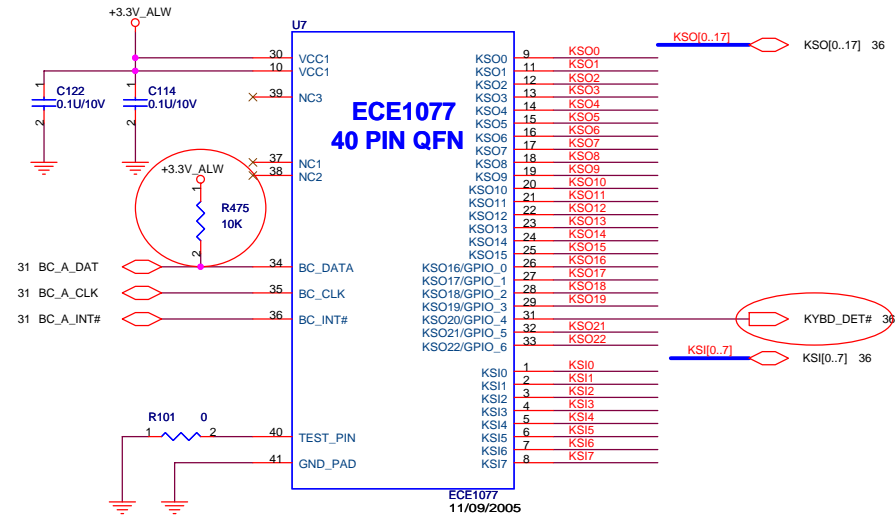 +3.3V_ALW
U7
30 VCC1
10 VCC1
1
C122
0.1U/10V
2
1
C114
0.1U/10V
2
39 NC3
ECE1077
40 PIN QFN
37 NC1
38 NC2
+3.3V_ALW
1
R475
10K
2
31 BC_A_DAT 34 BC_DATA
31 BC_A_CLK 35 BC_CLK
31 BC_A_INT# 36 BC_INT#
R101 0
1 2 40 TEST_PIN
41 GND_PAD
KSO0 9 KSO0
KSO1 11 KSO1
KSO2 12 KSO2
KSO3 13 KSO3
KSO4 14 KSO4
KSO5 15 KSO5
KSO6 16 KSO6
KSO7 17 KSO7
KSO8 18 KSO8
KSO9 19 KSO9
KSO10 20 KSO10
KSO11 21 KSO11
KSO12 22 KSO12
KSO13 23 KSO13
KSO14 24 KSO14
KSO15 25 KSO15
KSO16/GPIO_0 26 KSO16
KSO17/GPIO_1 27 KSO17
KSO18/GPIO_2 28 KSO18
KSO19/GPIO_3 29 KSO19
KSO20/GPIO_4 31
KSO21/GPIO_5 32 KSO21
KSO22/GPIO_6 33 KSO22
KSI0 1 KSI0
KSI1 2 KSI1
KSI2 3 KSI2
KSI3 4 KSI3
KSI4 5 KSI4
KSI5 6 KSI5
KSI6 7 KSI6
KSI7 8 KSI7
KSO[0..17] KSO[0..17] 36
KYBD_DET# 36
KSI[0..7] KSI[0..7] 36
ECE1077
11/09/2005